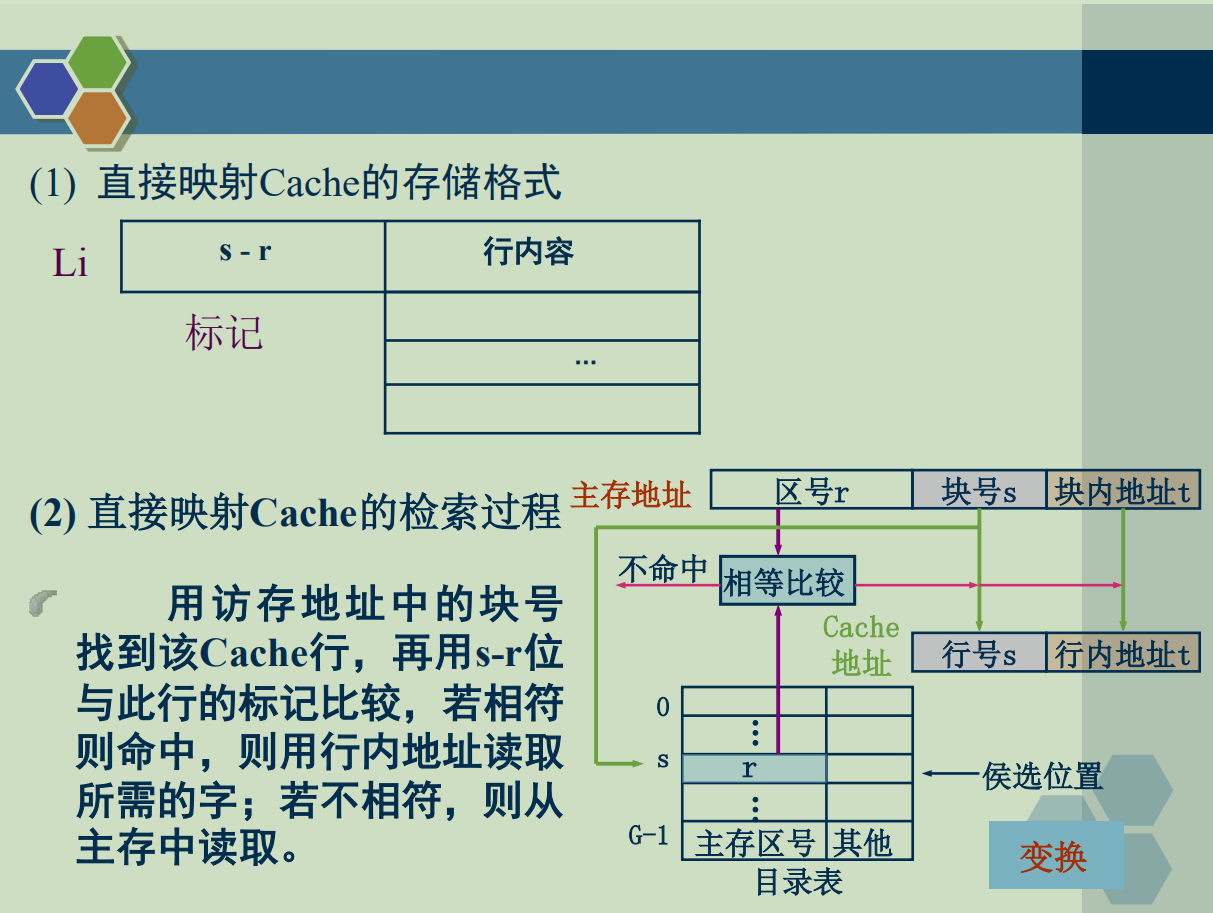 (1) 直接映射Cache的存储格式
Li
s - r
行内容
标记
...
(2) 直接映射Cache的检索过程
用访存地址中的块号
找到该Cache行，再用s-r位
与此行的标记比较，若相符
则命中，则用行内地址读取
所需的字；若不相符，则从
主存中读取。
主存地址
区号r
块号s
块内地址t
不命中
相等比较
Cache
地址
行号s
行内地址t
0
⋮
s
r
侯选位置
⋮
G-1
主存区号
其他
目录表
变换